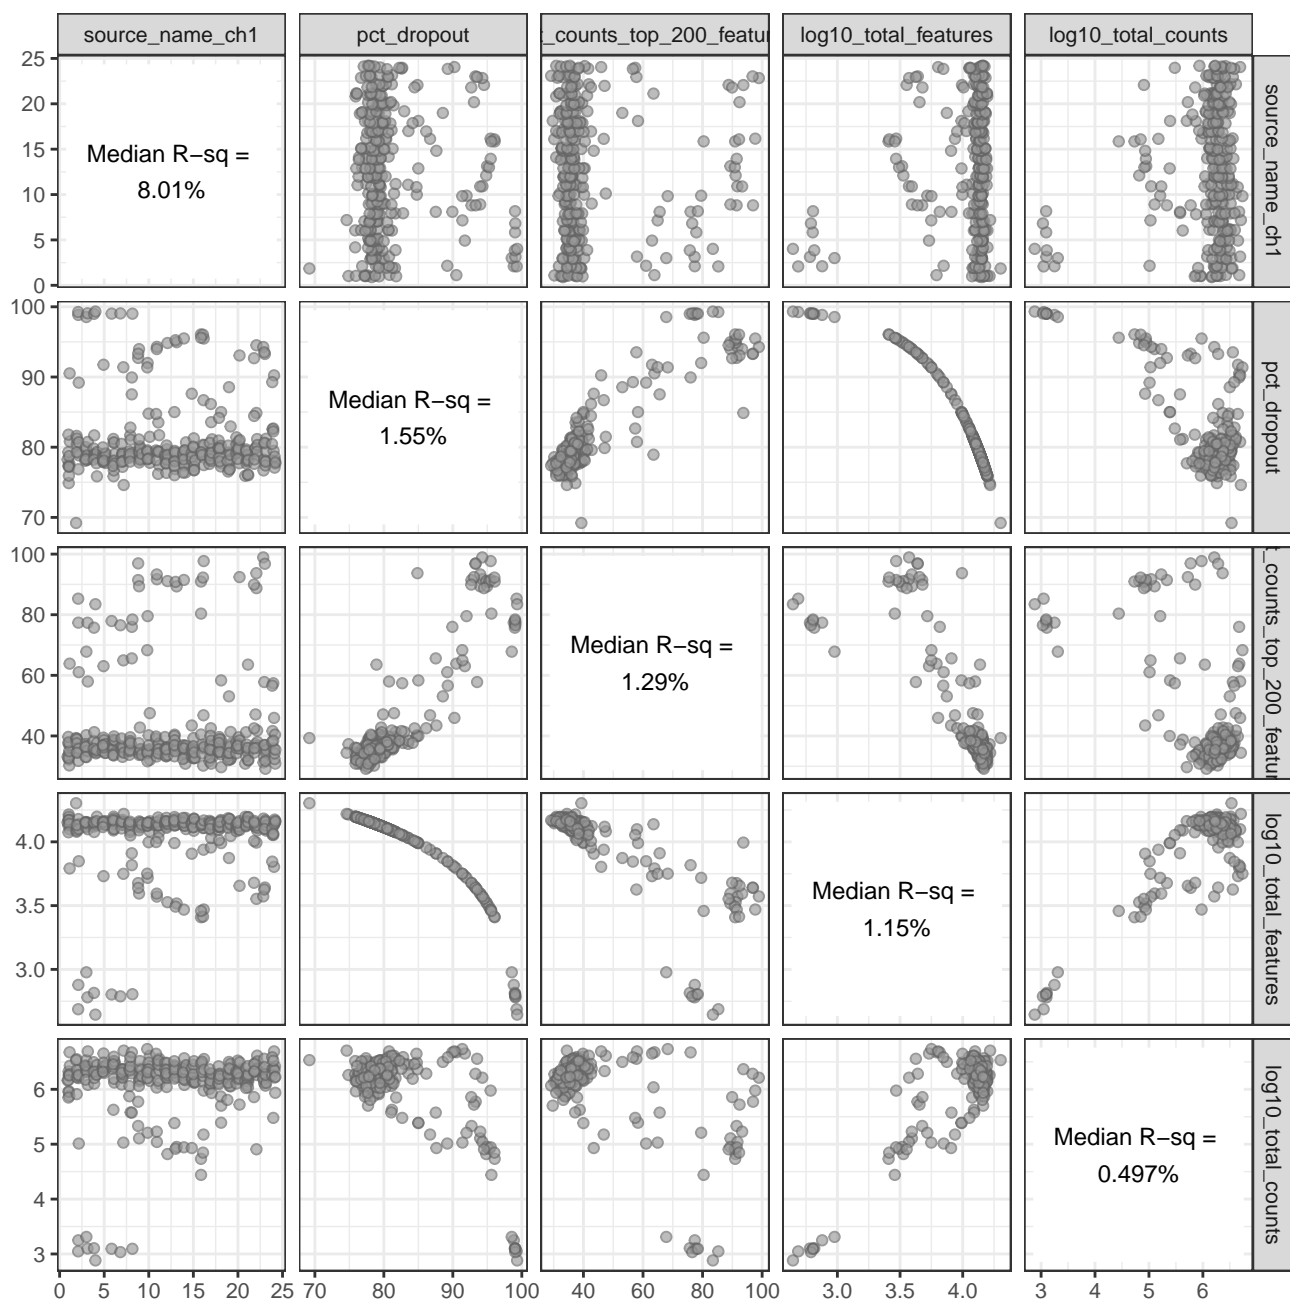 source_name_ch1 pct_dropout t_counts_top_200_featur log10_total_features log10_total_counts
25
20
15
10
5
0
Median R−sq =
8.01%
source_name_ch1
100
90
80
70
Median R−sq =
1.55%
pct_dropout
100
80
60
40
Median R−sq =
1.29%
t_counts_top_200_featur
4.0
3.5
3.0
Median R−sq =
1.15%
log10_total_features
6
5
4
3
Median R−sq =
0.497%
log10_total_counts
0 5 10 15 20 25 70 80 90 100 40 60 80 100 3.0 3.5 4.0 3 4 5 6